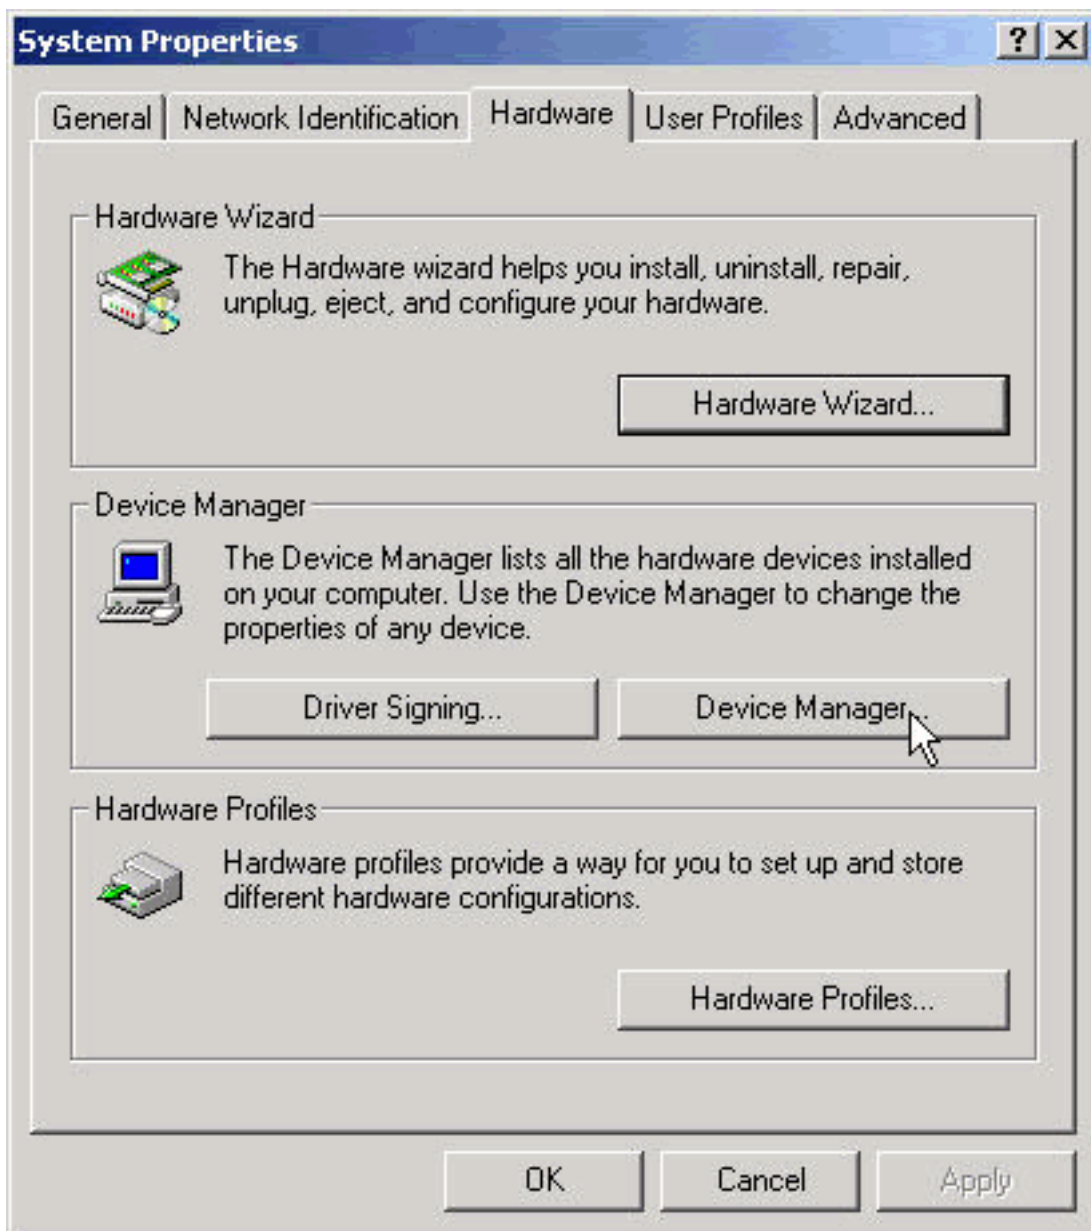 System Properties
General
Network Identification
Hardware
User Profiles
Advanced
Hardware Wizard
The Hardware wizard helps you install, uninstall, repair,
unplug, eject, and configure your hardware.
Hardware Wizard...
Device Manager
The Device Manager lists all the hardware devices installed
on your computer. Use the Device Manager to change the
properties of any device.
Driver Signing...
Device Manager...
Hardware Profiles
Hardware profiles provide a way for you to set up and store
different hardware configurations.
Hardware Profiles...
OK
Cancel
Apply